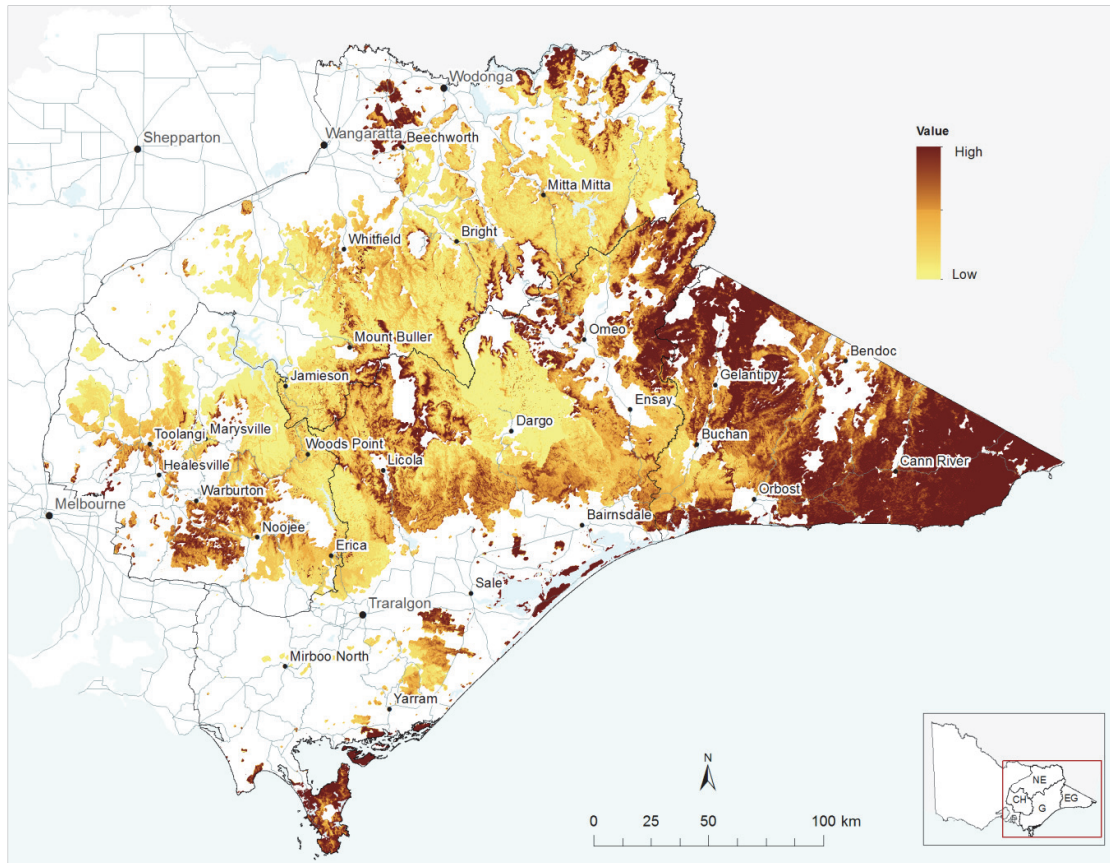 Wodonga
Shepparton
Wangaratta
Beechworth
Value
High
Low
Mitta Mitta
Bright
Whitfield
Omeo
Mount Buller
Bendoc
Jamieson
Gelantipy
Ensay
Dargo
Marysville
Toolangi
Buchan
Woods Point
Licola
Healesville
Cann River
Warburton
Orbost
Melbourne
Bairnsdale
Noojee
Erica
Sale
Traralgon
Mirboo North
Yarram
N
0 25 50 100 km
NE
CH
G
EG